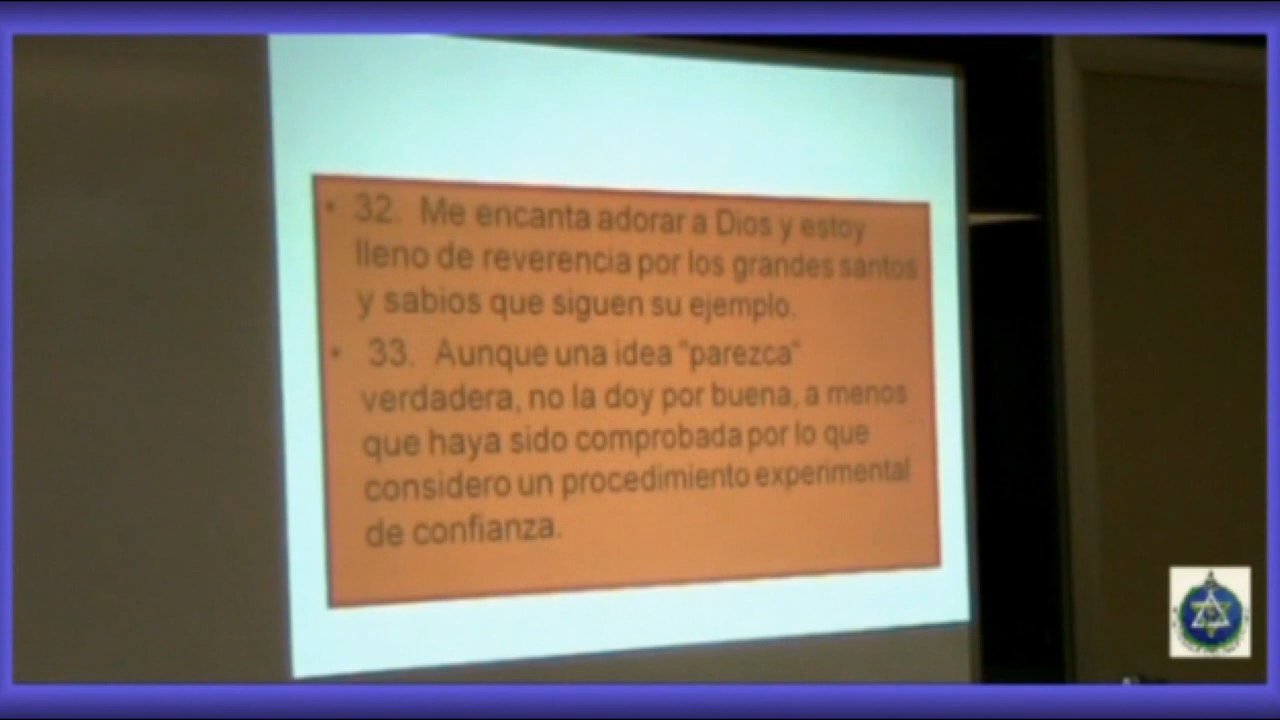 • 32. Me encanta adorar a Dios y estoy
lleno de reverencia por los grandes santos
y sabios que siguen su ejemplo.
• 33. Aunque una idea "parezca"
verdadera, no la doy por buena, a menos
que haya sido comprobada por lo que
considero un procedimiento experimental
de confianza.